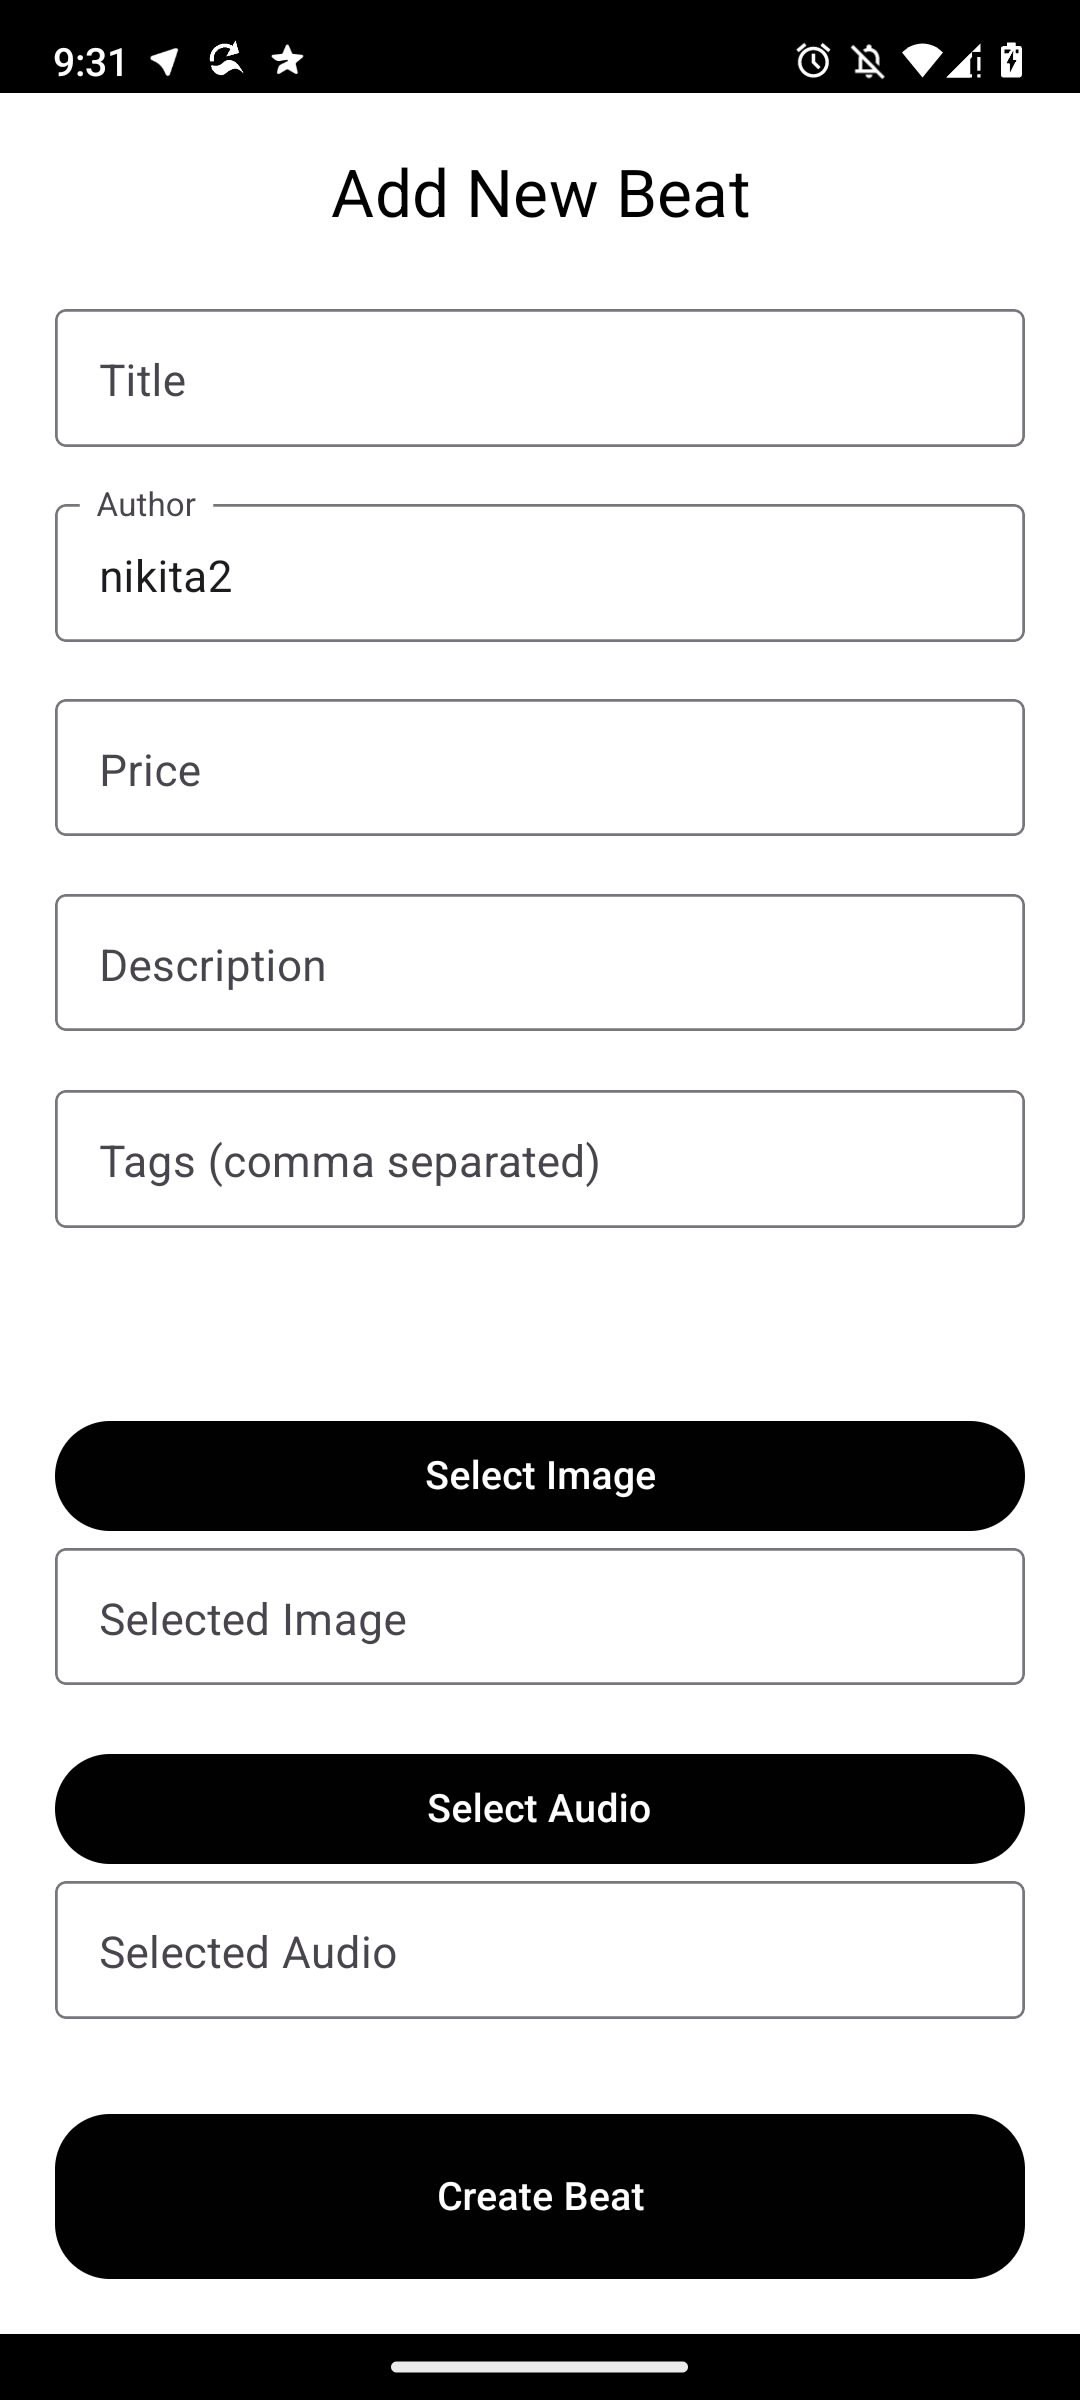 9:31
Add New Beat
Title
Author
nikita2
Price
Description
Tags (comma separated)
Select Image
Selected Image
Select Audio
Selected Audio
Create Beat